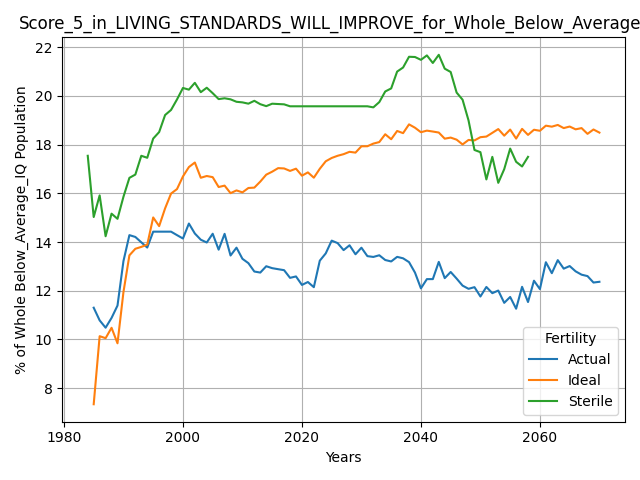 Score_5_in_LIVING_STANDARDS_WILL_IMPROVE_for_Whole_Below_Average
% of Whole Below_Average_IQ Population
22
20
18
16
14
12
10
8
1980
2000
2020
2040
2060
Years
Fertility
Actual
Ideal
Sterile